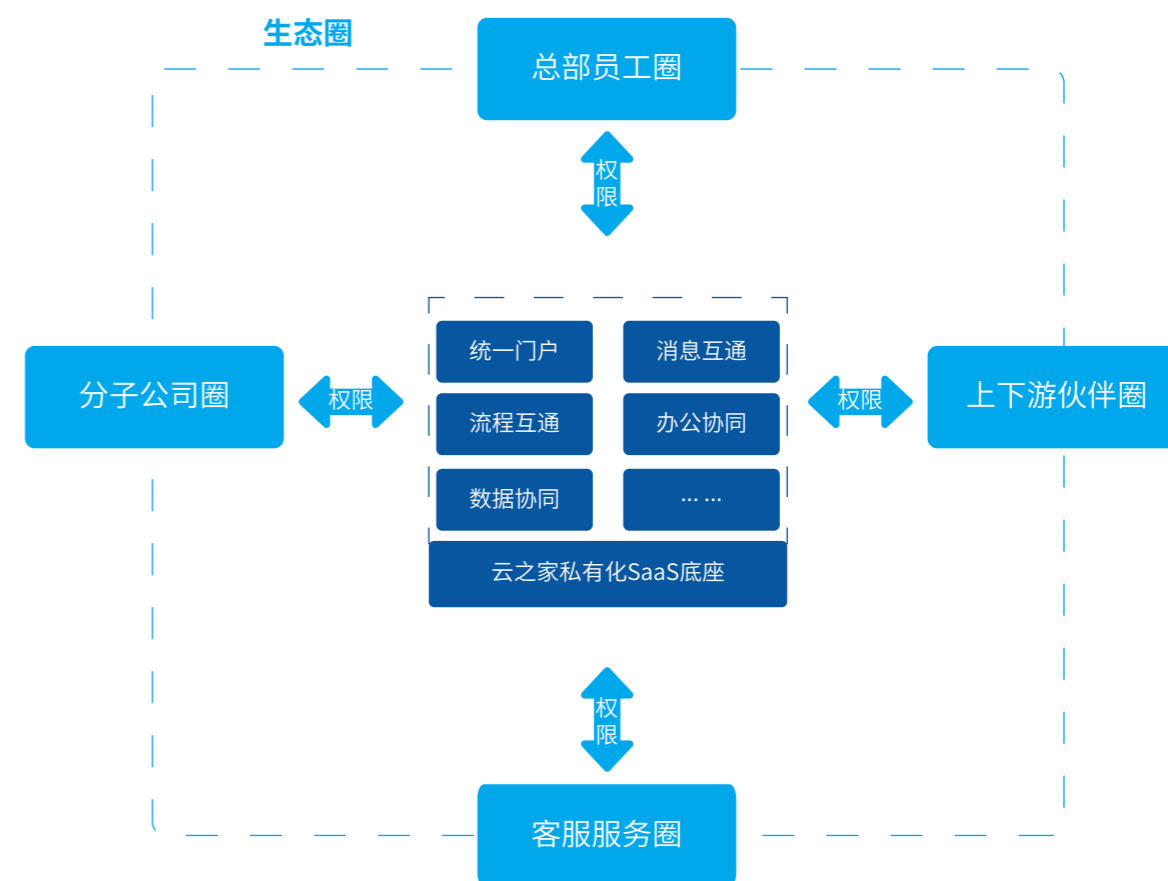 生态圈
总部员工圈
权
限
统一门户
消息互通
分子公司圈
权限
流程互通
办公协同
权限
上下游伙伴圈
数据协同
... ...
云之家私有化SaaS底座
权
限
客服服务圈